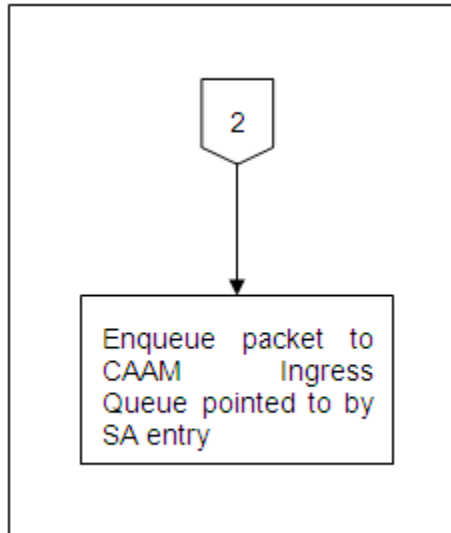 2
Enqueue packet to
CAAM Ingress
Queue pointed to by
SA entry